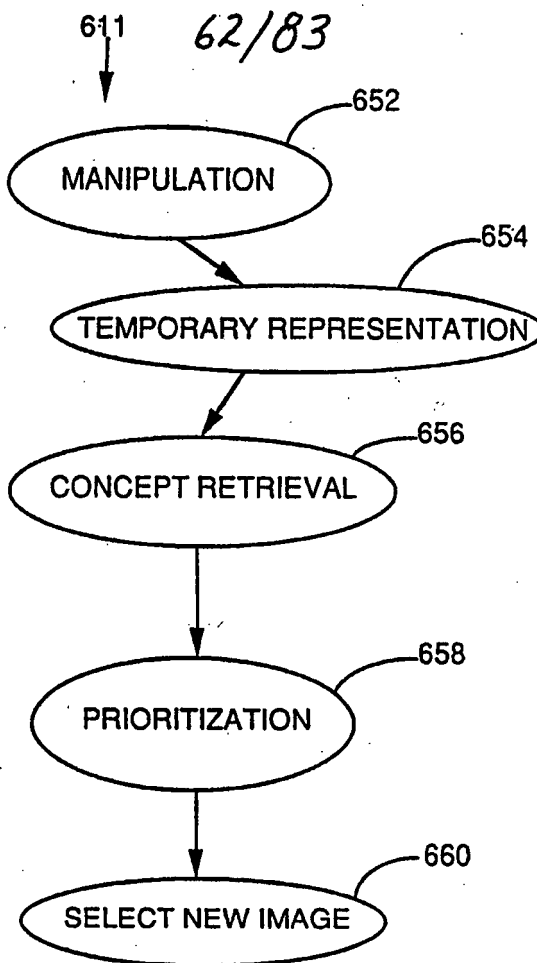 611 62/83
652
MANIPULATION
654
TEMPORARY REPRESENTATION
656
CONCEPT RETRIEVAL
658
PRIORITIZATION
660
SELECT NEW IMAGE